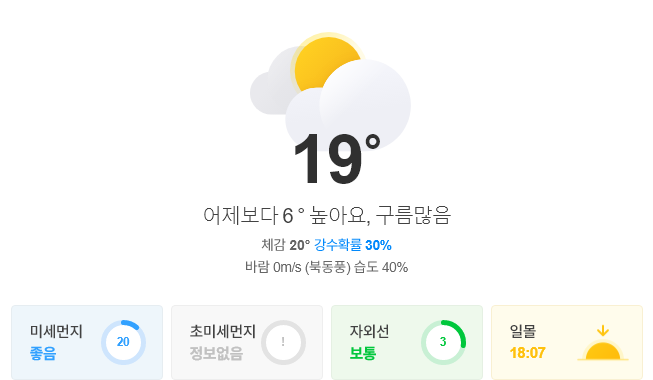 19°
어제보다 6° 높아요, 구름많음
체감 20° 강수확률 30%
바람 0m/s (북동풍) 습도 40%
미세먼지
좋음
20
초미세먼지
정보없음
!
자외선
보통
3
일몰
18:07